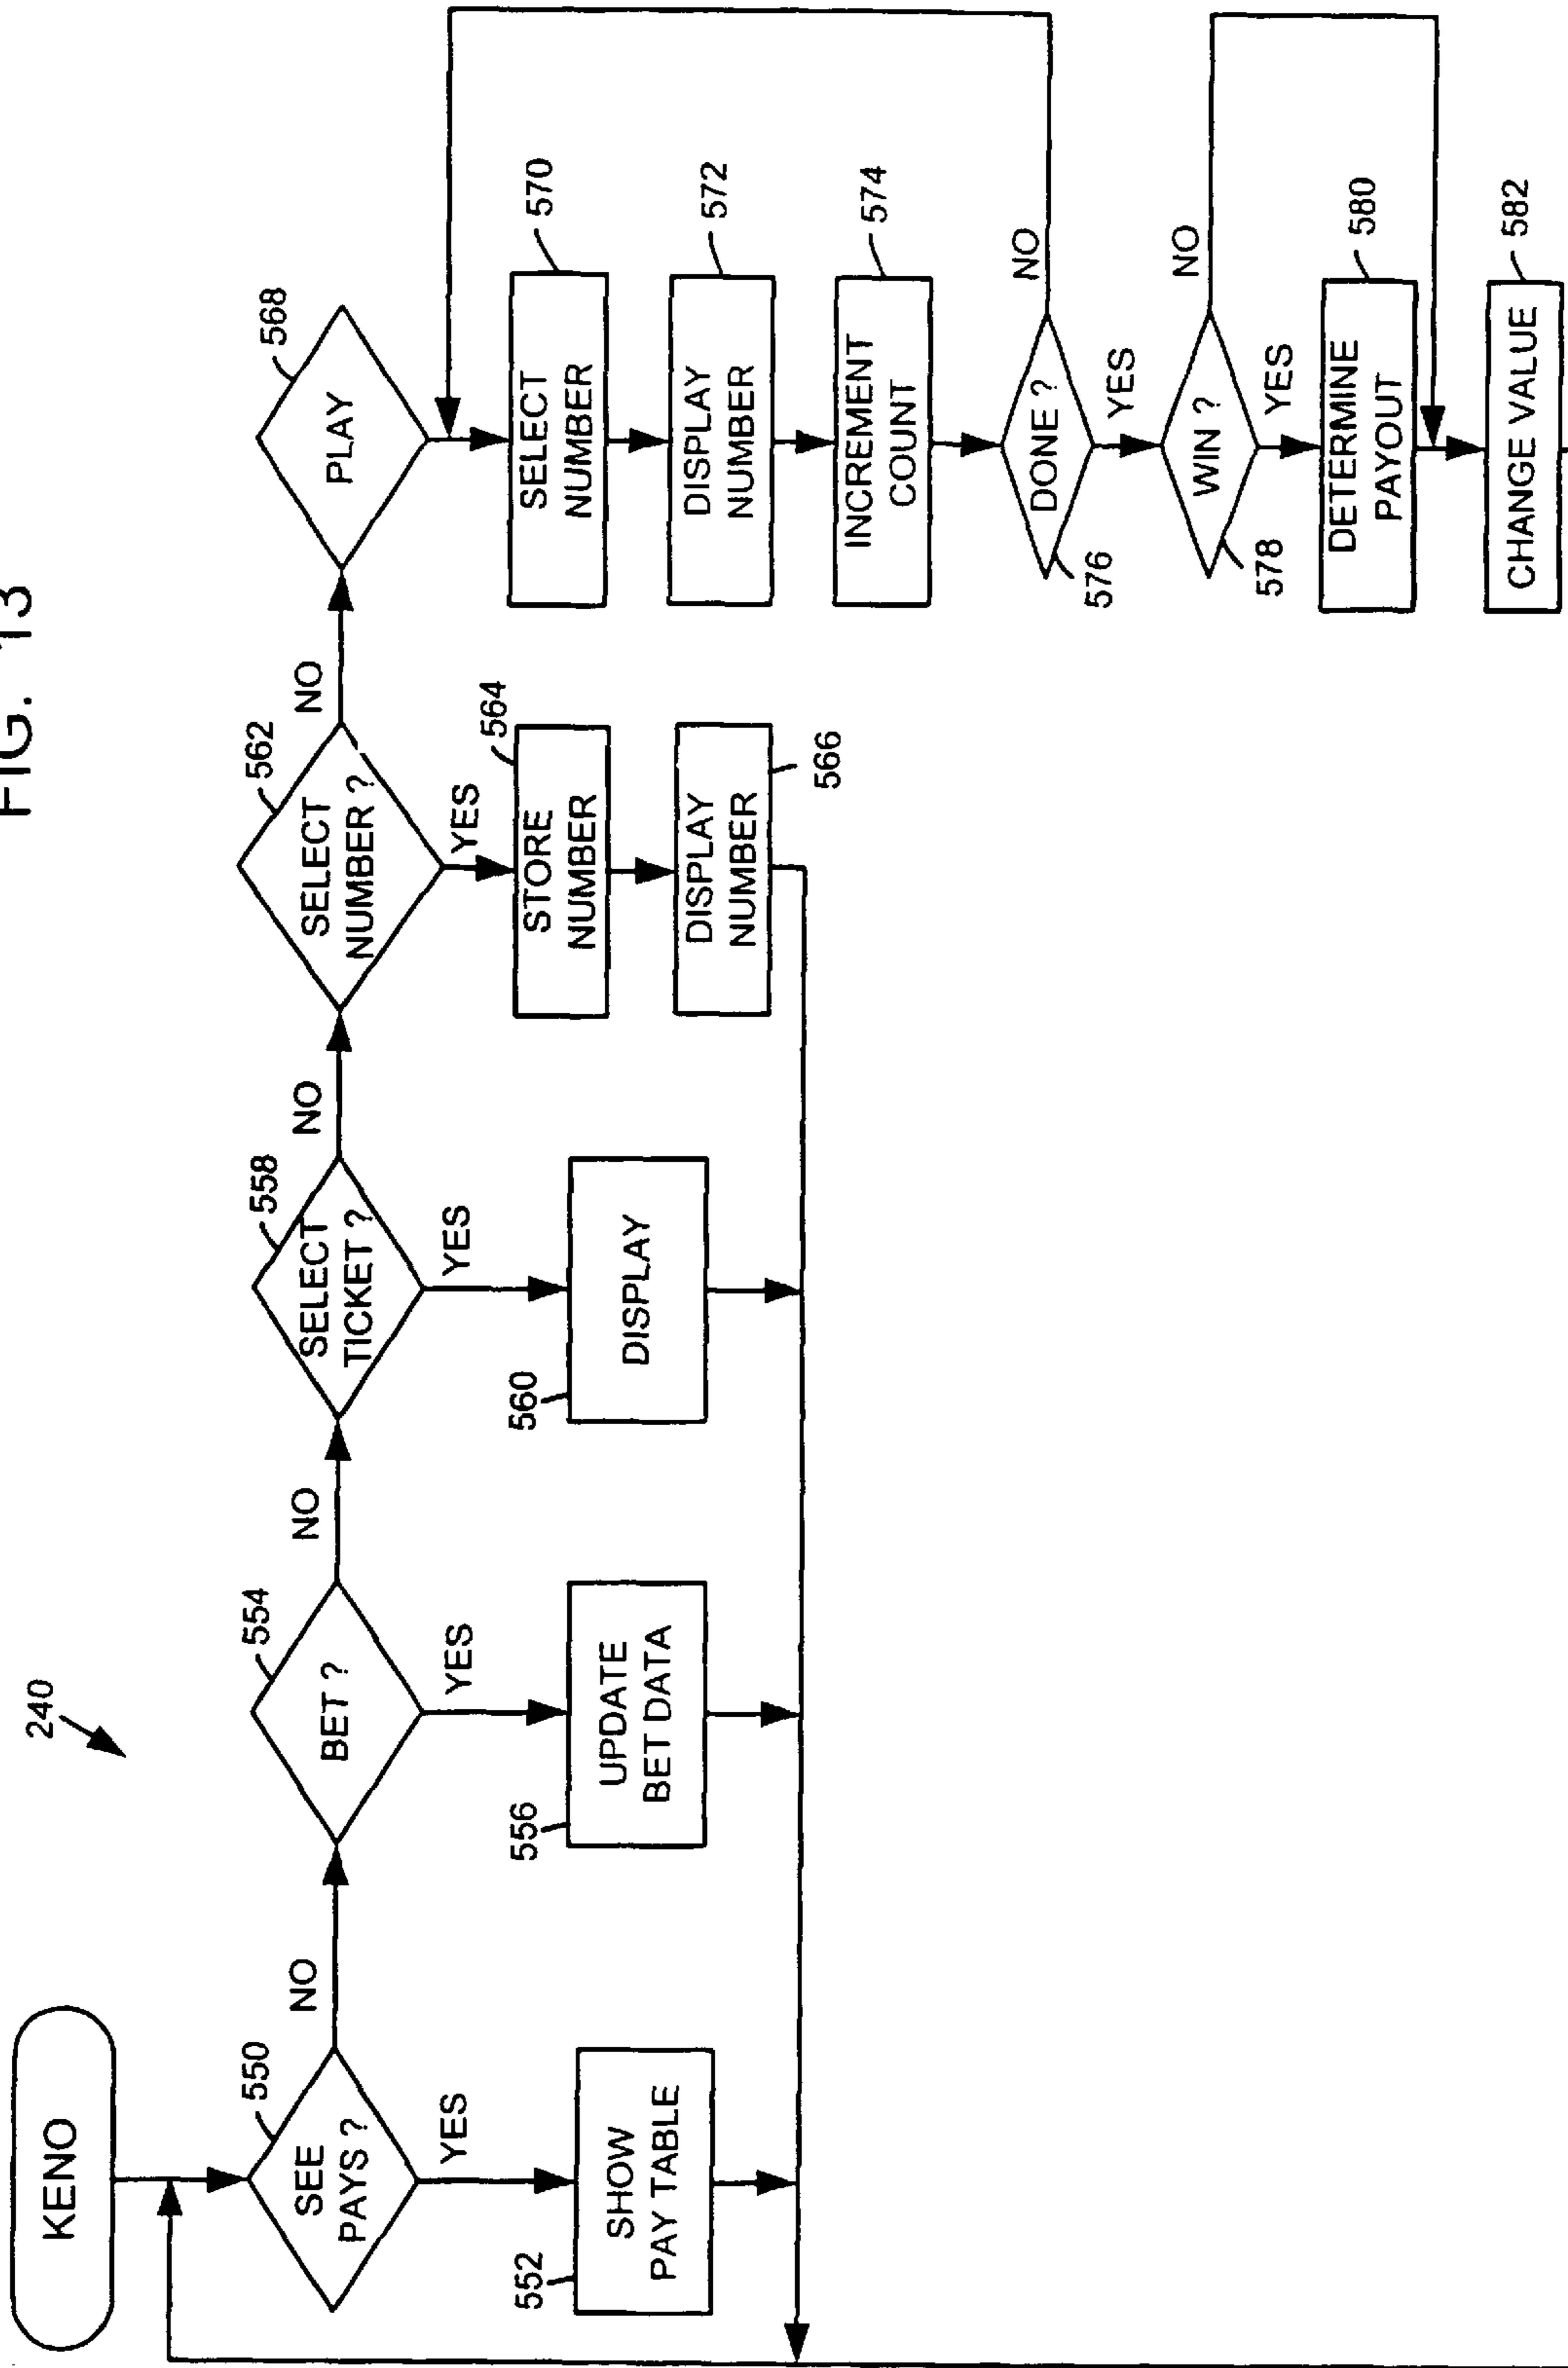 FIG. 13
240
KENO
550
SEE
PAYS ?
NO
YES
552
SHOW
PAY TABLE
554
BET ?
NO
YES
556
UPDATE
BET DATA
558
SELECT
TICKET ?
NO
YES
560
DISPLAY
562
SELECT
NUMBER ?
NO
YES
564
STORE
NUMBER
566
DISPLAY
NUMBER
568
PLAY
570
SELECT
NUMBER
572
DISPLAY
NUMBER
574
INCREMENT
COUNT
576
DONE ?
NO
YES
578
WIN ?
NO
YES
580
DETERMINE
PAYOUT
582
CHANGE VALUE